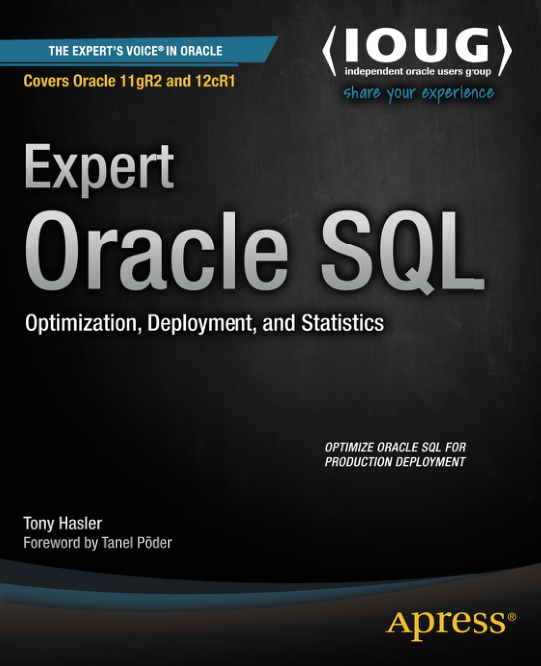 THE EXPERT'S VOICE® IN ORACLE
Covers Oracle 11gR2 and 12cR1
(IOUG)
independent oracle users group
share your experience
Expert
Oracle SQL
Optimization, Deployment, and Statistics
OPTIMIZE ORACLE SQL FOR
PRODUCTION DEPLOYMENT
Tony Hasler
Foreword by Tanel Põder
Apress®